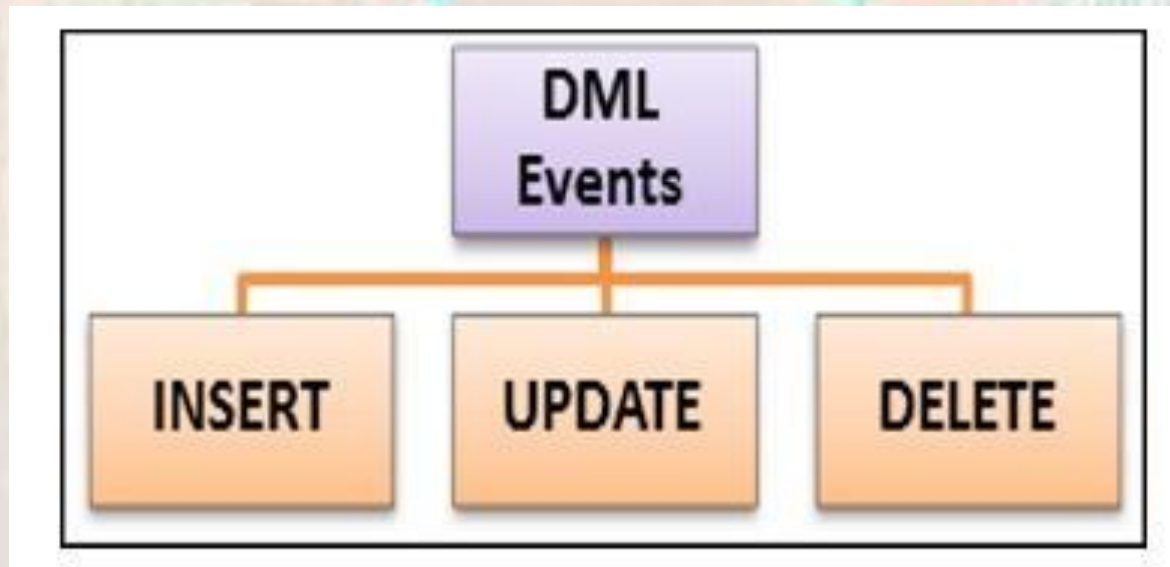 DML
Events
INSERT
UPDATE
DELETE